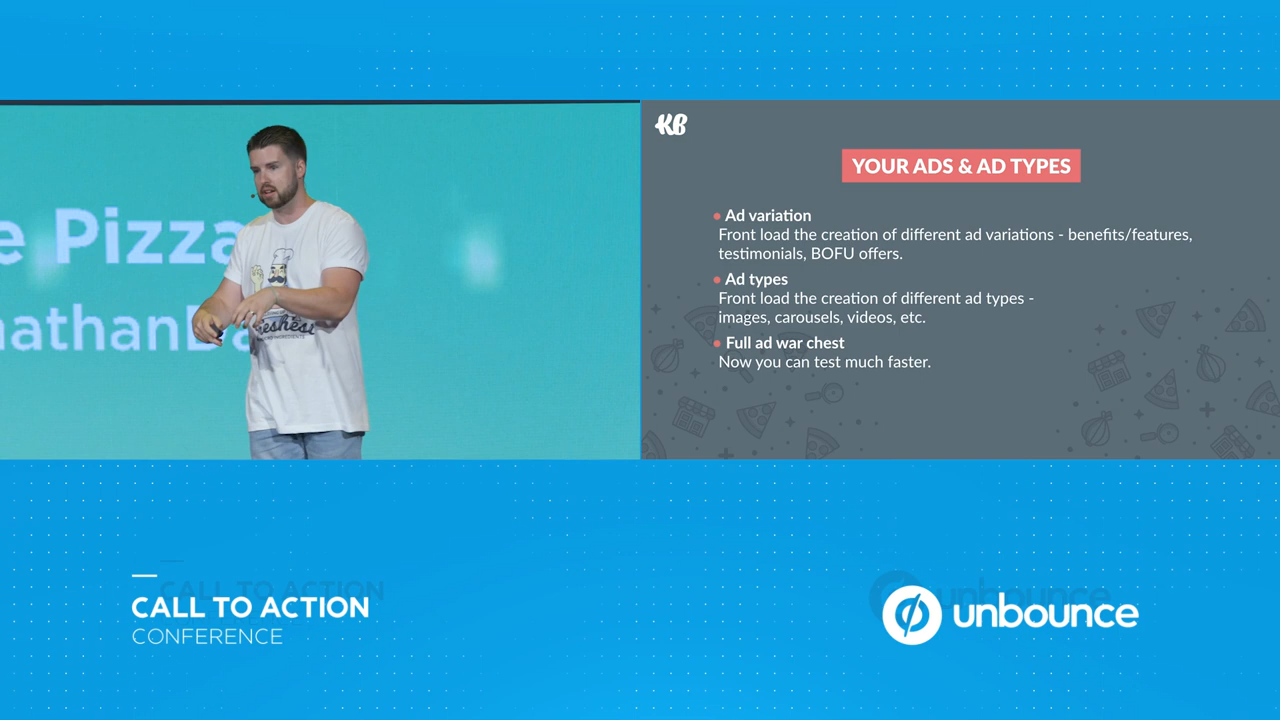 e Pizza
nathanDa
eshest
KB
YOUR ADS & AD TYPES
• Ad variation
Front load the creation of different ad variations - benefits/features,
testimonials, BOFU offers.
• Ad types
Front load the creation of different ad types -
images, carousels, videos, etc.
• Full ad war chest
Now you can test much faster.
CALL TO ACTION
CONFERENCE
unbounce